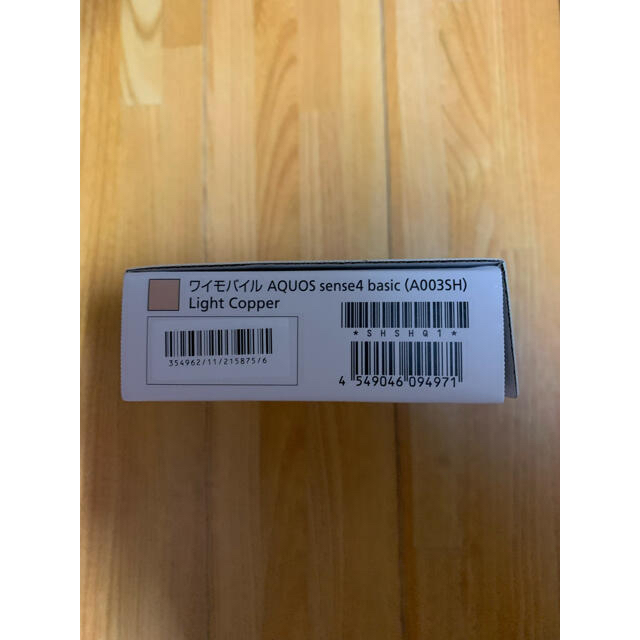 ワイモバイル AQUOS sense4 basic (A003SH)
Light Copper
354962/11/215875/6
*SHSHQ1*
4 549046 094971